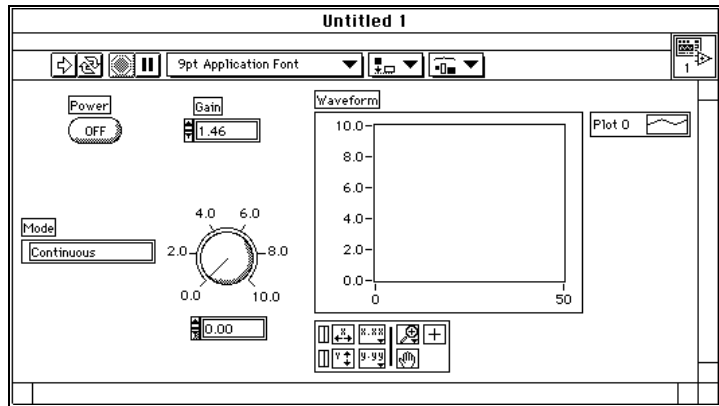 Untitled 1
9pt Application Font
1
Power
OFF
Gain
1.46
Mode
Continuous
4.0 6.0
2.0 8.0
0.0 10.0
0.00
Waveform
10.0
8.0
6.0
4.0
2.0
0.0
0 50
Plot 0
X X.XX
Y Y.YY